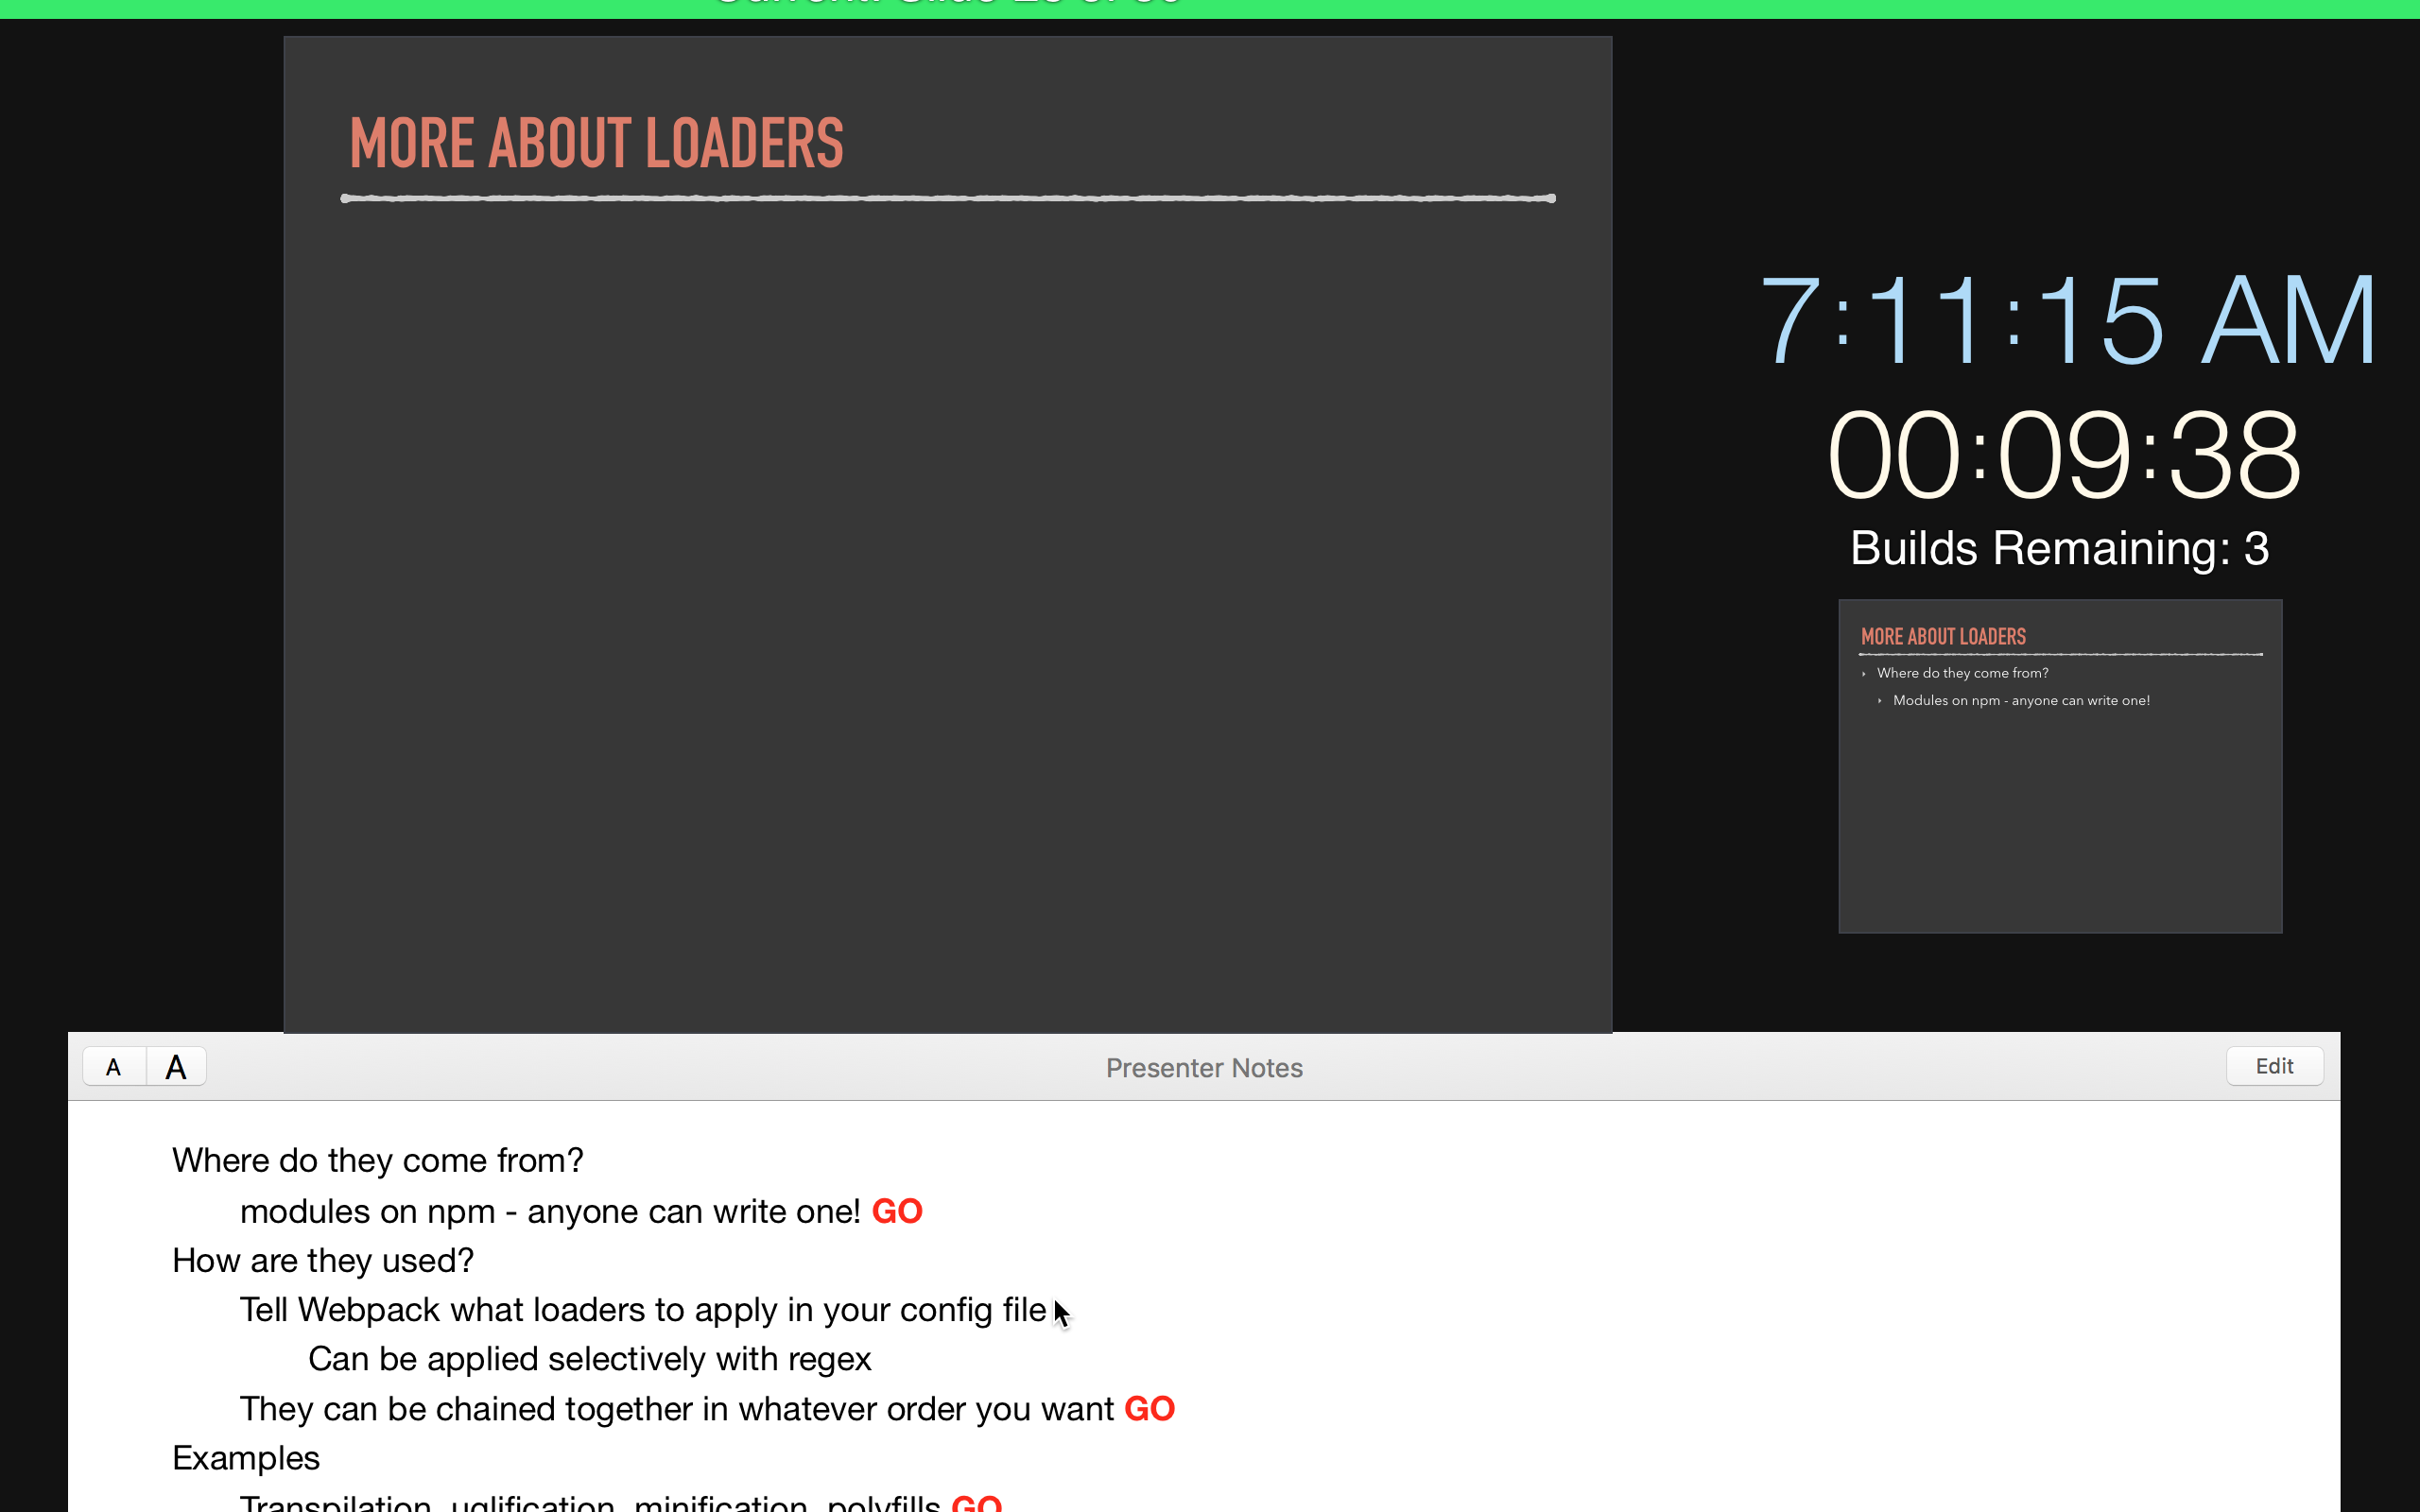 MORE ABOUT LOADERS
7:11:15 AM
00:09:38
Builds Remaining: 3
MORE ABOUT LOADERS
Where do they come from?
Modules on npm - anyone can write one!
A A
Presenter Notes
Edit
Where do they come from?
modules on npm - anyone can write one! GO
How are they used?
Tell Webpack what loaders to apply in your config file
Can be applied selectively with regex
They can be chained together in whatever order you want GO
Examples
Transpilation, uglification, minification, polyfills GO